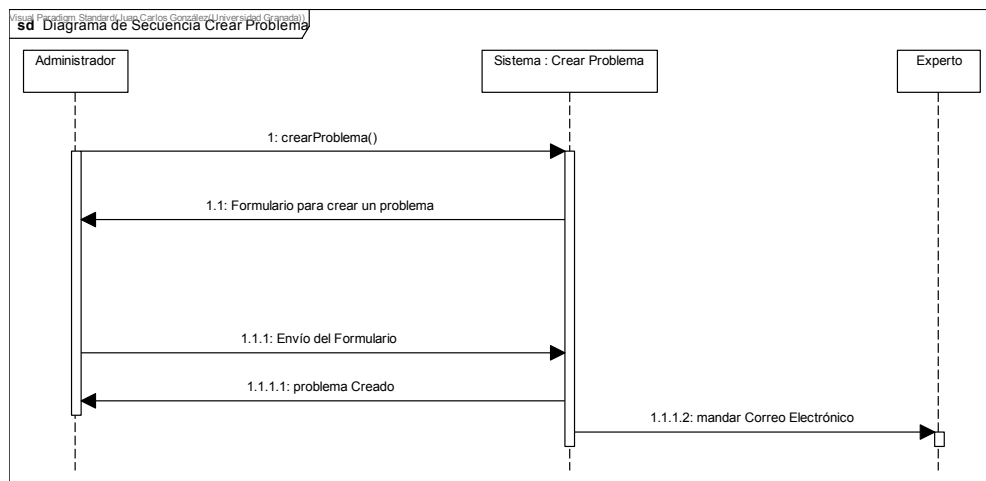 Visual Paradigm Standard(Juan Carlos González(Universidad Granada))
sd Diagrama de Secuencia Crear Problema
Administrador
Sistema : Crear Problema
Experto
1: crearProblema()
1.1: Formulario para crear un problema
1.1.1: Envío del Formulario
1.1.1.1: problema Creado
1.1.1.2: mandar Correo Electrónico